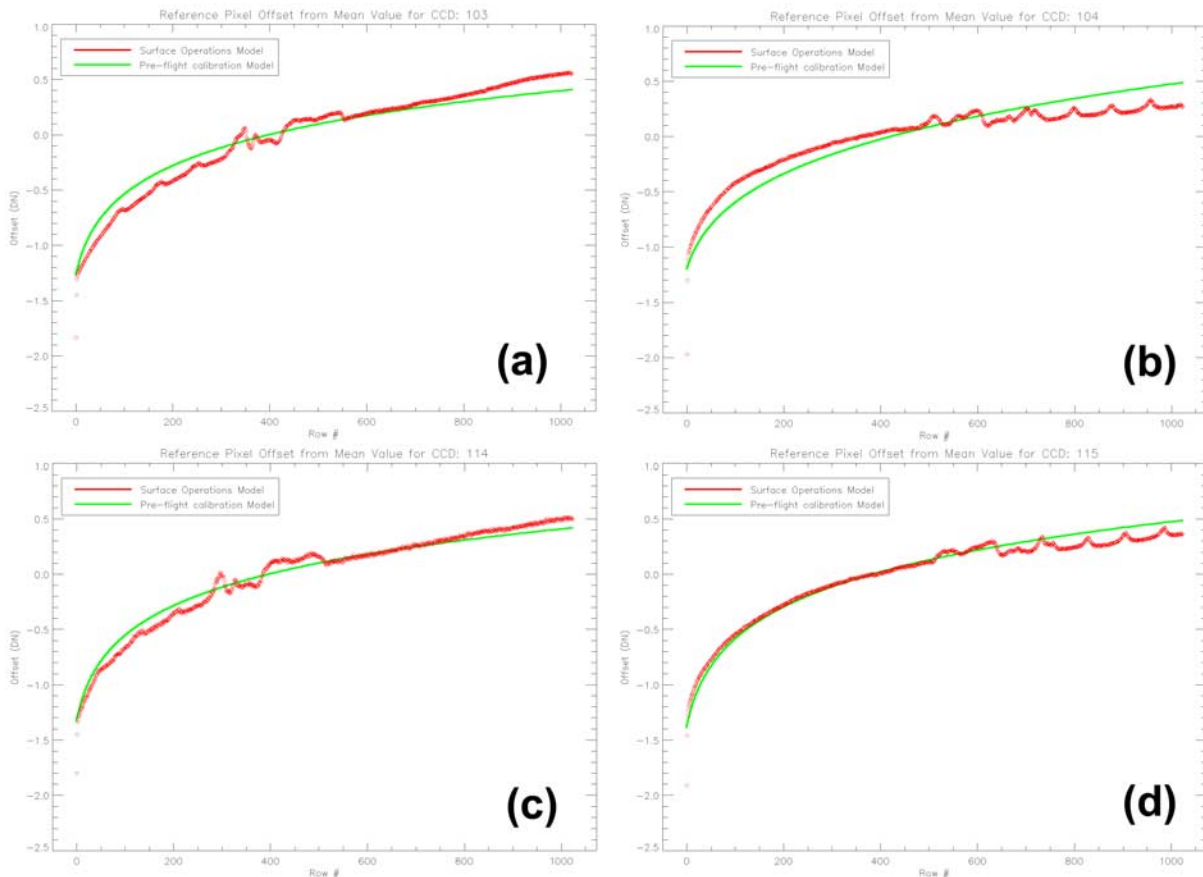 Reference Pixel Offset from Mean Value for CCD: 103
Surface Operations Model
Pre-flight calibration Model
1.0
0.5
0.0
-0.5
-1.0
-1.5
-2.0
-2.5
Offset (DN)
0 200 400 600 800 1000
Row #
(a)
Reference Pixel Offset from Mean Value for CCD: 104
Surface Operations Model
Pre-flight calibration Model
1.0
0.5
0.0
-0.5
-1.0
-1.5
-2.0
-2.5
Offset (DN)
0 200 400 600 800 1000
Row #
(b)
Reference Pixel Offset from Mean Value for CCD: 114
Surface Operations Model
Pre-flight calibration Model
1.0
0.5
0.0
-0.5
-1.0
-1.5
-2.0
-2.5
Offset (DN)
0 200 400 600 800 1000
Row #
(c)
Reference Pixel Offset from Mean Value for CCD: 115
Surface Operations Model
Pre-flight calibration Model
1.0
0.5
0.0
-0.5
-1.0
-1.5
-2.0
-2.5
Offset (DN)
0 200 400 600 800 1000
Row #
(d)